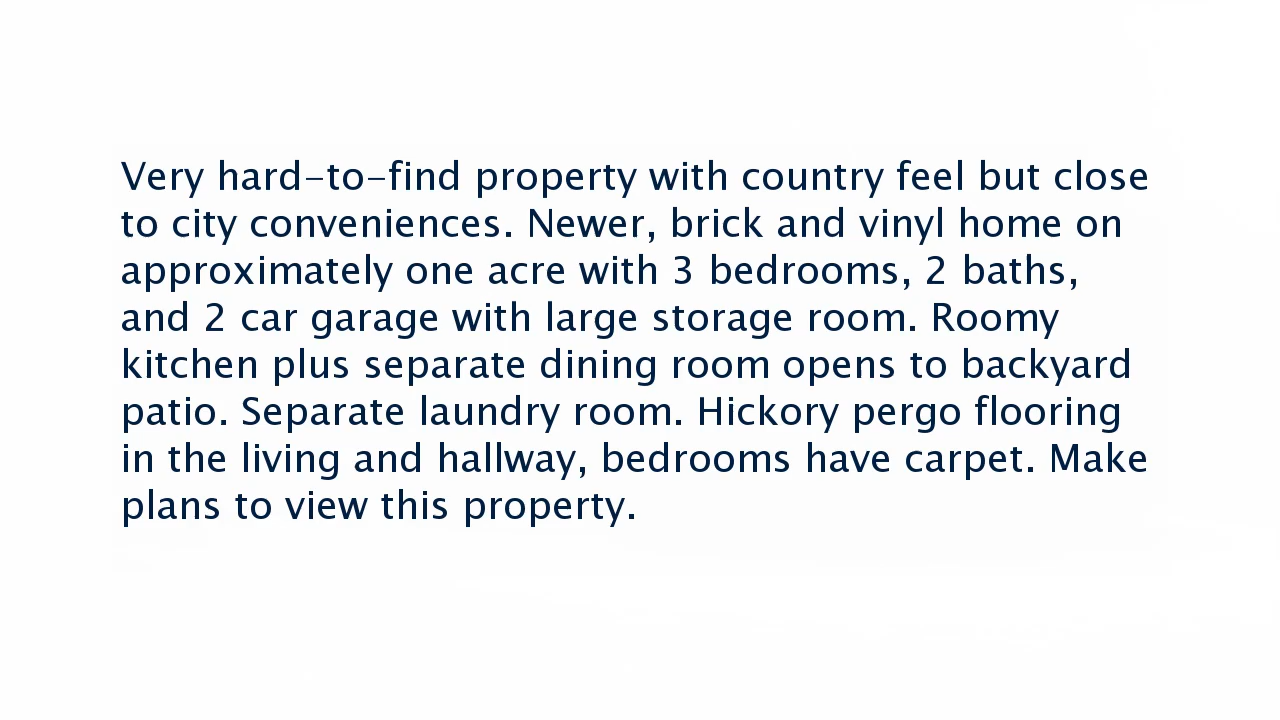 Very hard-to-find property with country feel but close
to city conveniences. Newer, brick and vinyl home on
approximately one acre with 3 bedrooms, 2 baths,
and 2 car garage with large storage room. Roomy
kitchen plus separate dining room opens to backyard
patio. Separate laundry room. Hickory pergo flooring
in the living and hallway, bedrooms have carpet. Make
plans to view this property.